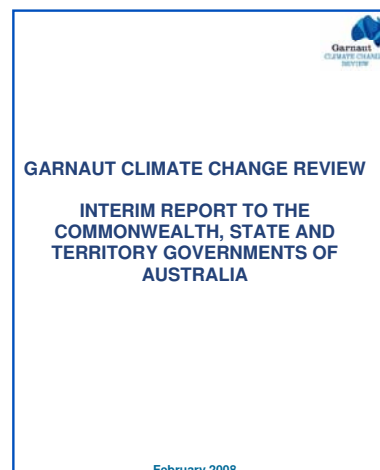 Garnaut
CLIMATE CHANGE
REVIEW
GARNAUT CLIMATE CHANGE REVIEW
INTERIM REPORT TO THE
COMMONWEALTH, STATE AND
TERRITORY GOVERNMENTS OF
AUSTRALIA
February 2008